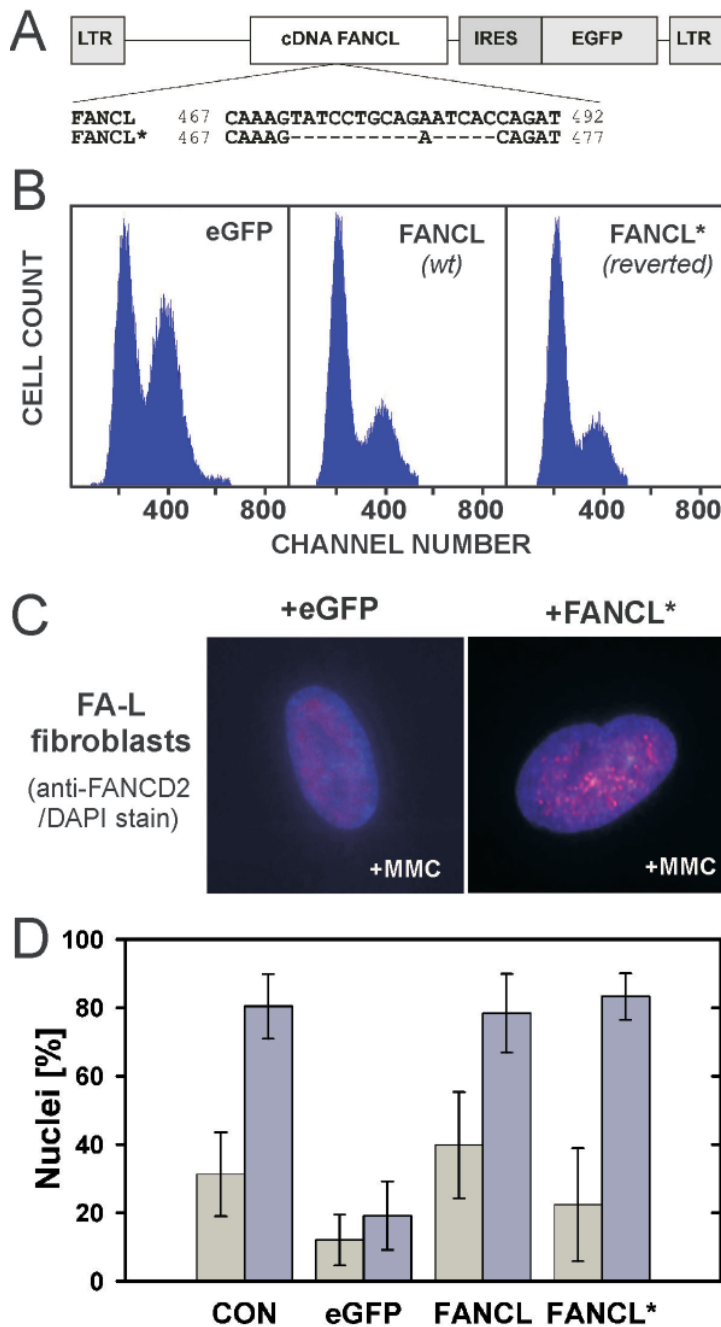 A
LTR cDNA FANCL IRES EGFP LTR
FANCL 467 CAAAGTATCCTGCAGAATCACCAGAT 492
FANCL* 467 CAAAG----------A-----CAGAT 477
B
CELL COUNT
eGFP
FANCL
(wt)
FANCL*
(reverted)
400 800 400 800 400 800
CHANNEL NUMBER
C
+eGFP +FANCL*
FA-L
fibroblasts
(anti-FANCD2
/DAPI stain)
+MMC +MMC
D
Nuclei [%]
100
80
60
40
20
0
CON eGFP FANCL FANCL*